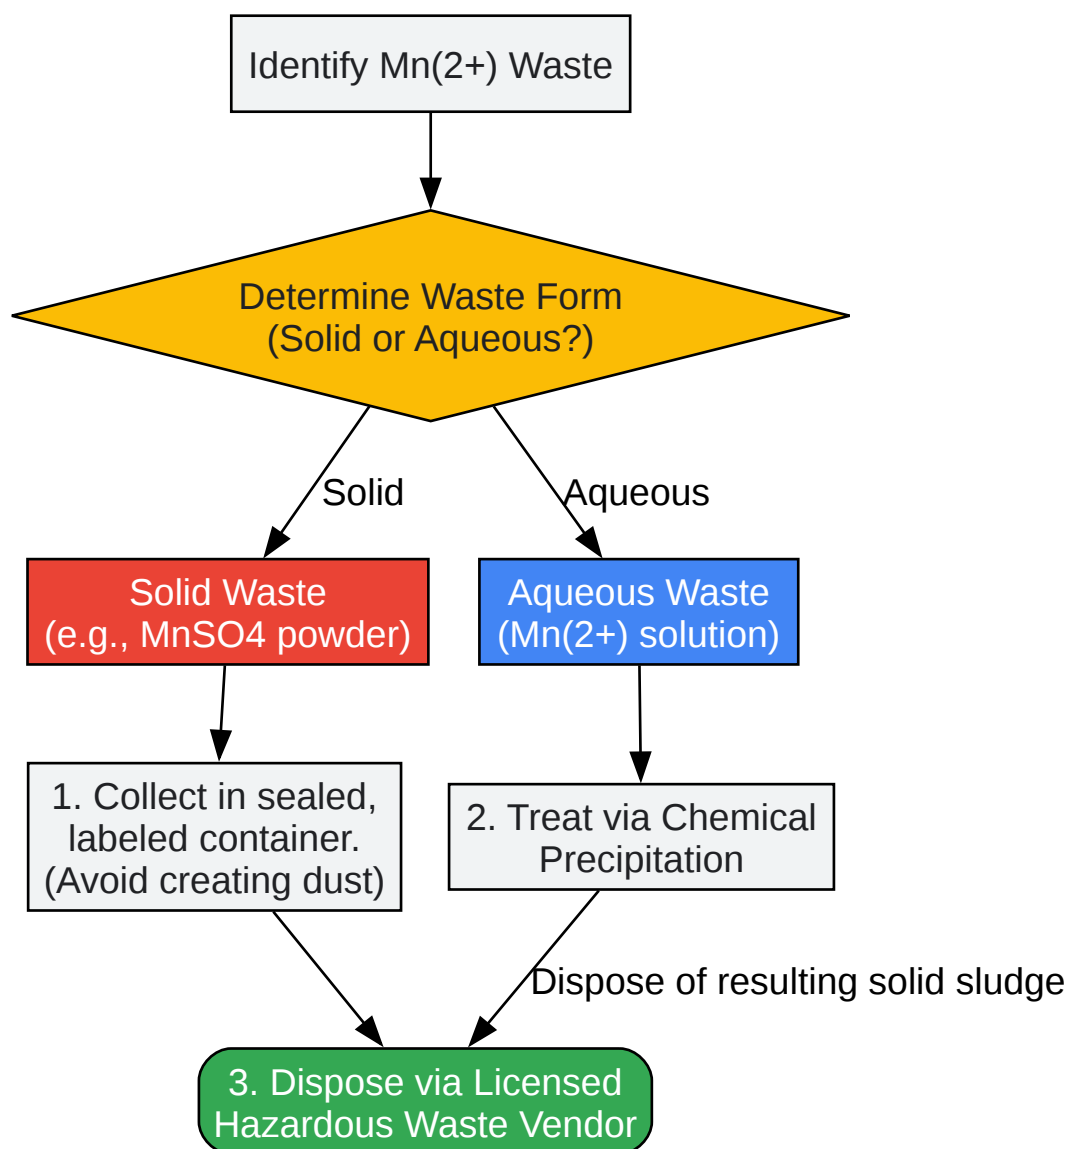 Identify Mn(2+) Waste
Determine Waste Form
(Solid or Aqueous?)
Solid
Aqueous
Solid Waste
(e.g., MnSO4 powder)
Aqueous Waste
(Mn(2+) solution)
1. Collect in sealed,
labeled container.
(Avoid creating dust)
2. Treat via Chemical
Precipitation
Dispose of resulting solid sludge
3. Dispose via Licensed
Hazardous Waste Vendor